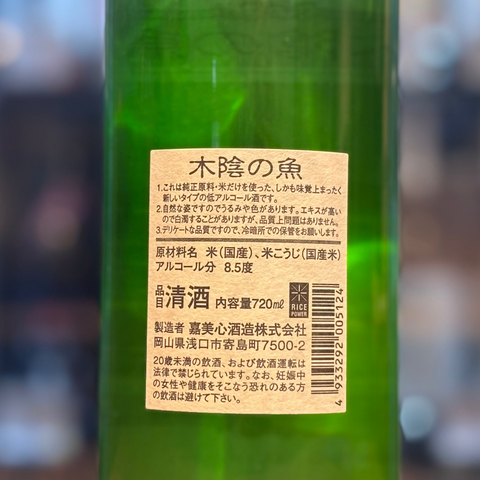 木陰の魚
1.これは純正原料・米だけを使った、しかも味覚上まったく
新しいタイプの低アルコール酒です。
2.自然な姿ですのでうるみや色があります。エキスが高い
ので白濁することがありますが、品質上問題はありません。
3.デリケートな品質ですので、冷暗所での保管をお願します。
原材料名 米(国産)、米こうじ(国産米)
アルコール分 8.5度
品目 清酒 内容量720mℓ
RICE POWER
製造者 嘉美心酒造株式会社
岡山県浅口市寄島町7500-2
20歳未満の飲酒、および飲酒運転は
法律で禁じられています。なお、妊娠中
の女性や健康をそこなう恐れのある方
の飲酒は避けて下さい。
4 933292 005124